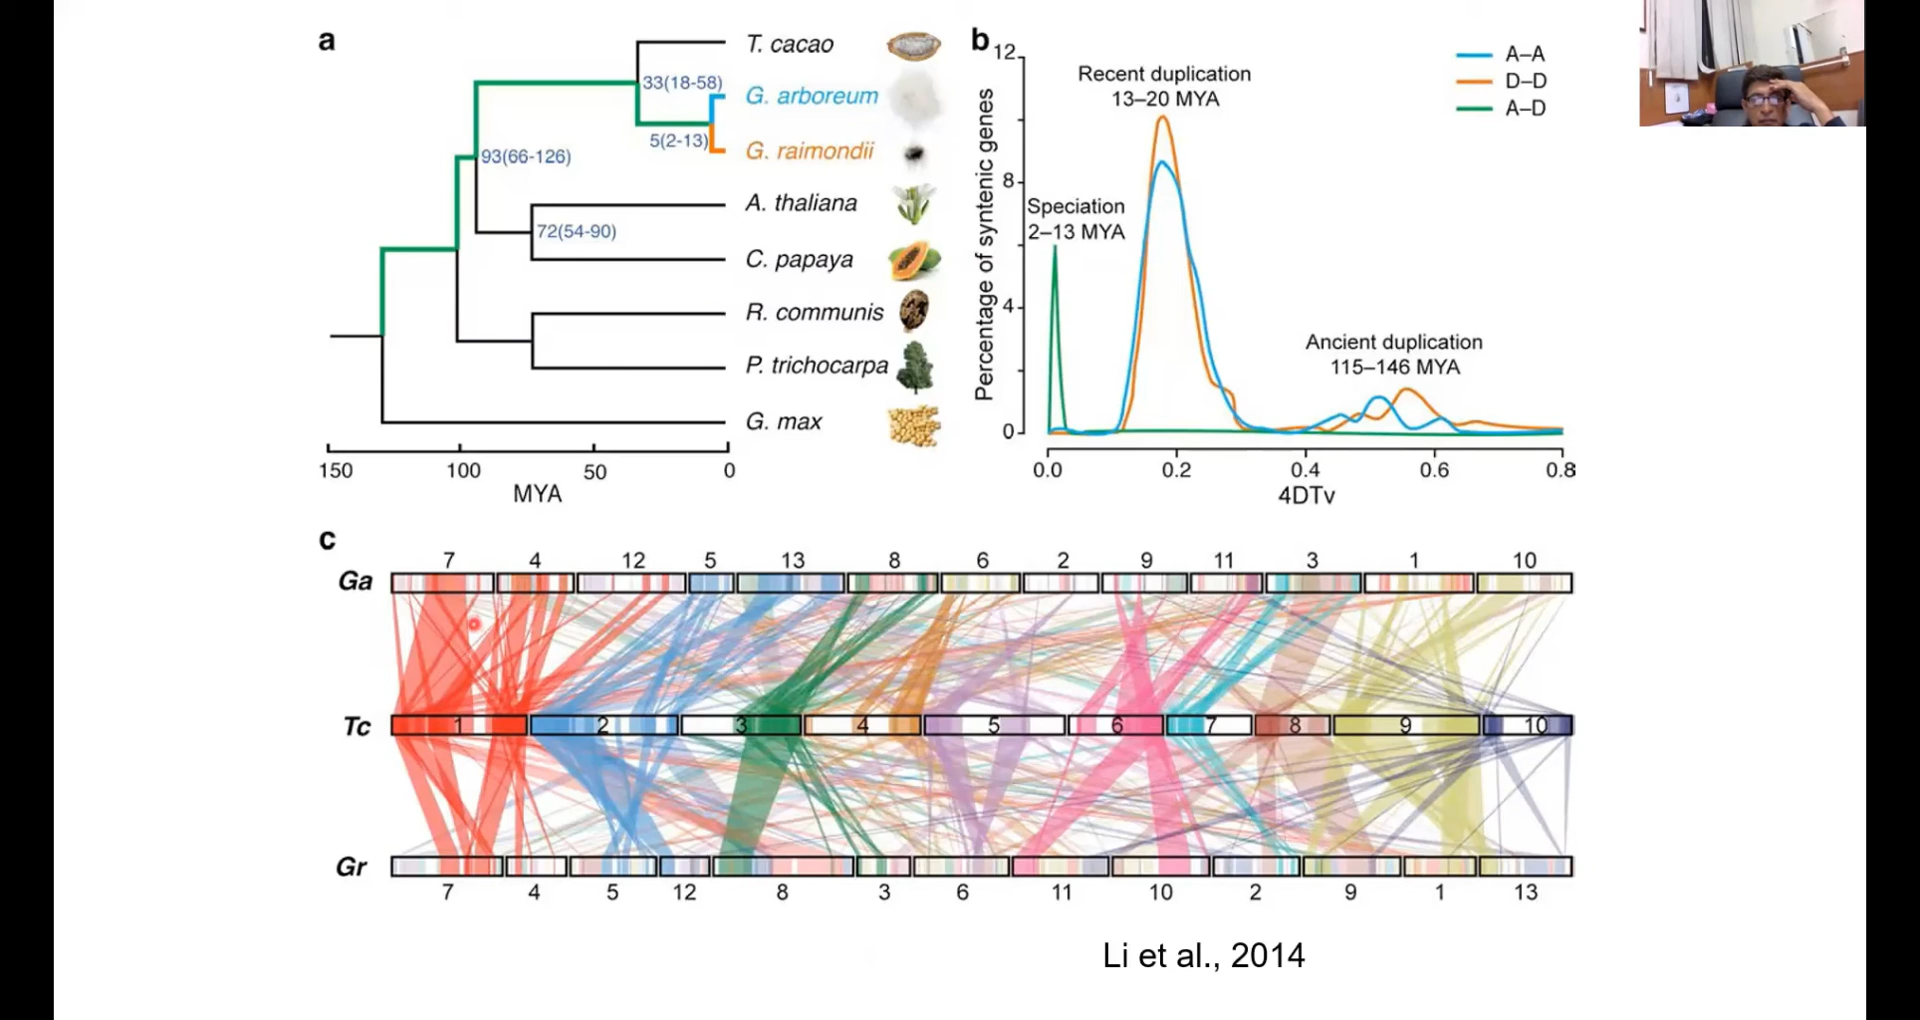 a
T. cacao
33(18-58)
G. arboreum
5(2-13)
G. raimondii
93(66-126)
A. thaliana
72(54-90)
C. papaya
R. communis
P. trichocarpa
G. max
150 100 50 0
MYA
b
12
8
4
0
Percentage of syntenic genes
Recent duplication
13–20 MYA
A–A
D–D
A–D
Speciation
2–13 MYA
Ancient duplication
115–146 MYA
0.0 0.2 0.4 0.6 0.8
4DTv
c
7 4 12 5 13 8 6 2 9 11 3 1 10
Ga
Tc 1 2 3 4 5 6 7 8 9 10
Gr
7 4 5 12 8 3 6 11 10 2 9 1 13
Li et al., 2014